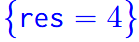 {res = 4}